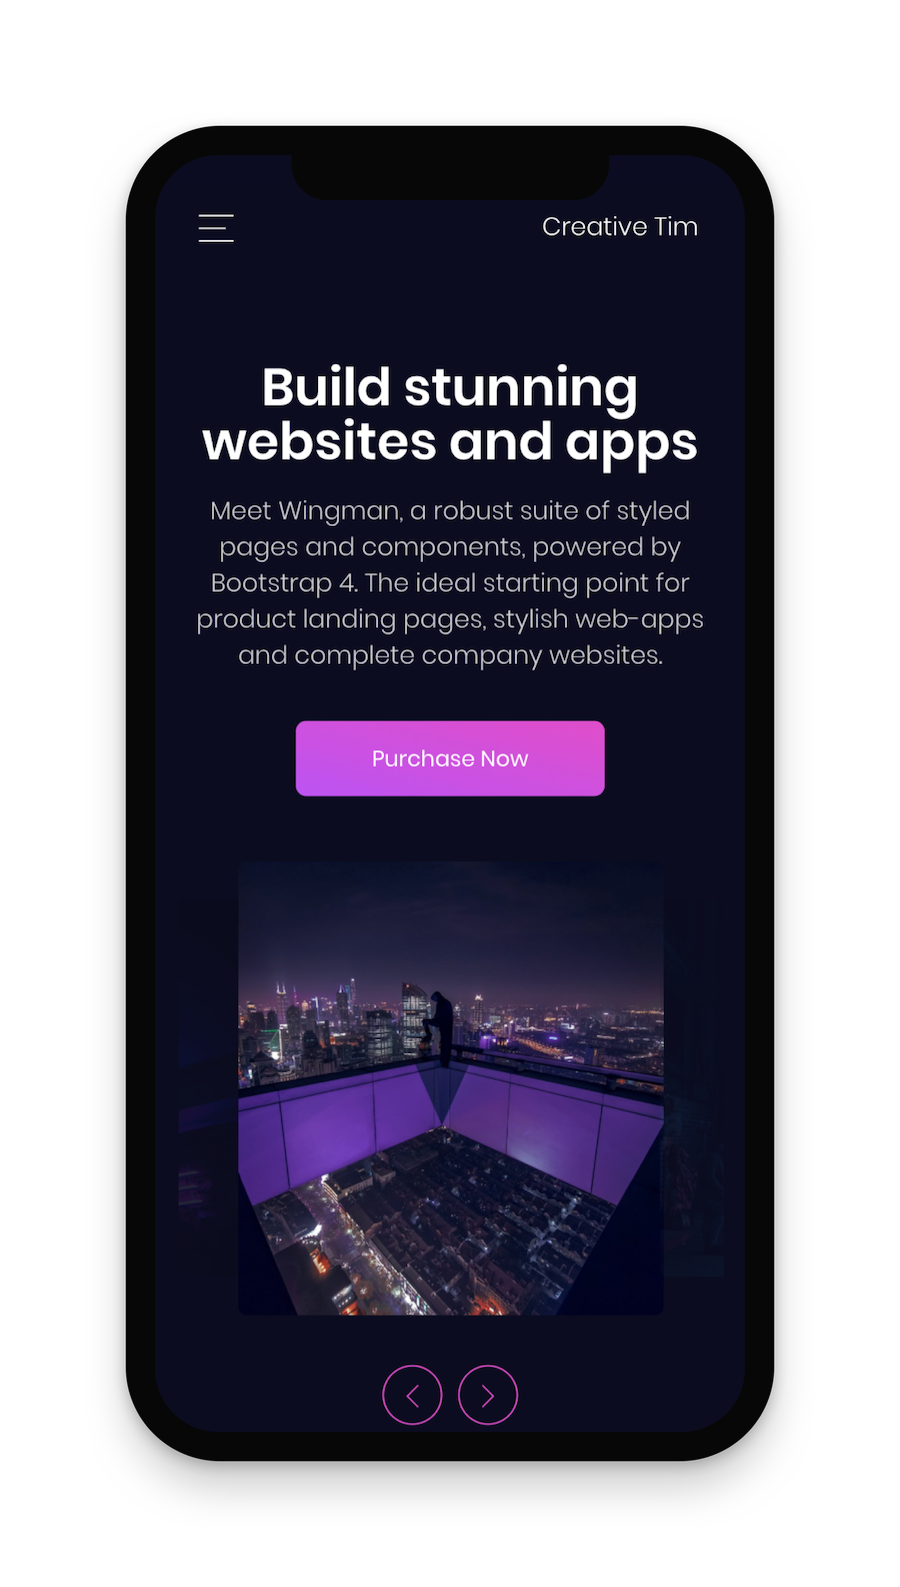 Creative Tim
Build stunning
websites and apps
Meet Wingman, a robust suite of styled
pages and components, powered by
Bootstrap 4. The ideal starting point for
product landing pages, stylish web-apps
and complete company websites.
Purchase Now